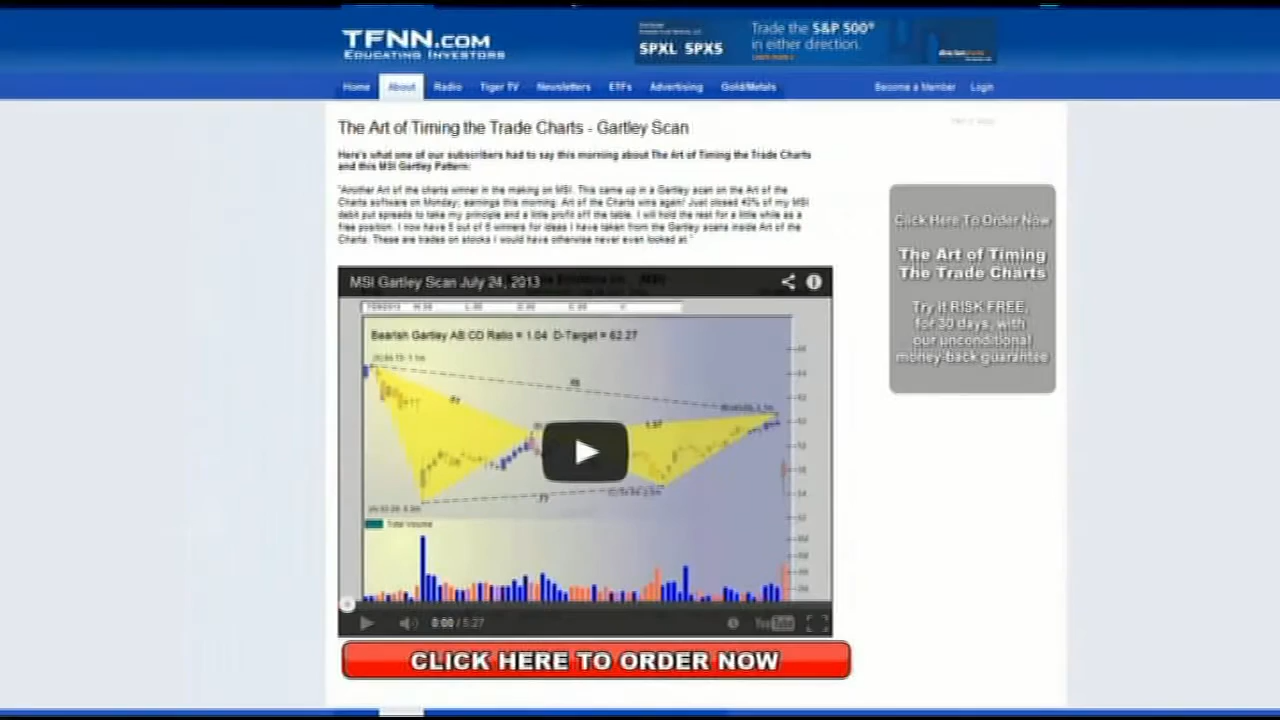 TFNN.COM
EDUCATING INVESTORS
SPXL SPXS
Trade the S&P 500®
in either direction.
Learn more >
Home About Radio Tiger TV Newsletters ETFs Advertising Gold/Metals Become a Member Login
The Art of Timing the Trade Charts - Gartley Scan
Here's what one of our subscribers had to say this morning about The Art of Timing the Trade Charts
and this MSI Gartley Pattern:
"Another Art of the charts winner in the making on MSI. This came up in a Gartley scan on the Art of the
Charts software on Monday; earnings this morning. Art of the Charts wins again! Just closed 42% of my MSI
debit put spreads to take my principle and a little profit off the table. I will hold the rest for a little while as a
free position. I now have 5 out of 5 winners for ideas I have taken from the Gartley scans inside Art of the
Charts. These are trades on stocks I would have otherwise never even looked at."
Click Here To Order Now
The Art of Timing
The Trade Charts
Try it RISK FREE,
for 30 days, with
our unconditional
money-back guarantee
MSI Gartley Scan July 24, 2013
Bearish Gartley AB:CD Ratio = 1.04 D-Target = 62.27
Total Volume
0:00 / 5:27
YouTube
CLICK HERE TO ORDER NOW